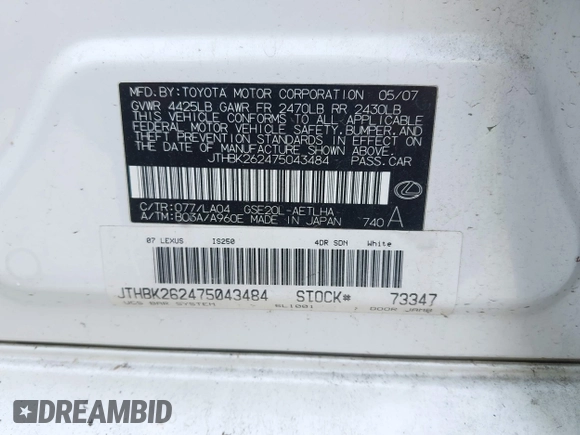 MFD. BY: TOYOTA MOTOR CORPORATION 05/07
GVWR 4425LB GAWR FR 2470LB RR 2430LB
THIS VEHICLE CONFORMS TO ALL APPLICABLE
FEDERAL MOTOR VEHICLE SAFETY, BUMPER, AND
THEFT PREVENTION STANDARDS IN EFFECT ON
THE DATE OF MANUFACTURE SHOWN ABOVE.
JTHBK262475043484 PASS. CAR
C/TR: 077/LA04 GSE20L-AETLHA
A/TM: B03A/A960E MADE IN JAPAN 740 A
07 LEXUS IS250 4DR SDN White
JTHBK262475043484 STOCK# 73347
DREAMBID